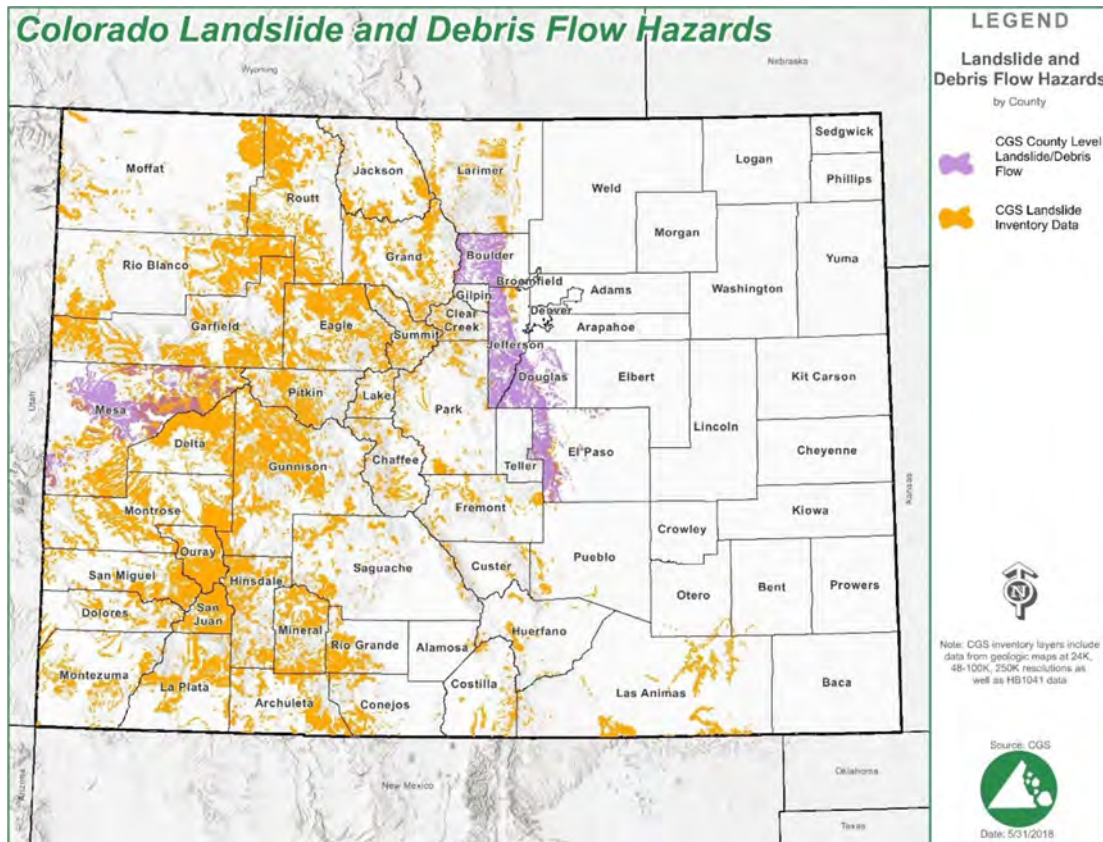 Colorado Landslide and Debris Flow Hazards
Wyoming
Nebraska
Utah
Kansas
Arizona
New Mexico
Oklahoma
Texas
Moffat
Routt
Jackson
Larimer
Weld
Logan
Sedgwick
Phillips
Morgan
Rio Blanco
Grand
Boulder
Broomfield
Washington
Yuma
Garfield
Eagle
Summit
Gilpin
Clear
Creek
Adams
Denver
Arapahoe
Jefferson
Douglas
Elbert
Kit Carson
Mesa
Pitkin
Lake
Park
Lincoln
Delta
Gunnison
Chaffee
Teller
El Paso
Cheyenne
Montrose
Fremont
Kiowa
Crowley
Ouray
San Miguel
Hinsdale
Saguache
Custer
Pueblo
Otero
Bent
Prowers
Dolores
San
Juan
Mineral
Rio Grande
Alamosa
Huerfano
Montezuma
La Plata
Archuleta
Conejos
Costilla
Las Animas
Baca
LEGEND
Landslide and
Debris Flow Hazards
by County
CGS County Level
Landslide/Debris
Flow
CGS Landslide
Inventory Data
N
Note: CGS inventory layers include
data from geologic maps at 24K,
48-100K, 250K resolutions as
well as HB1041 data
Source: CGS
Date: 5/31/2018